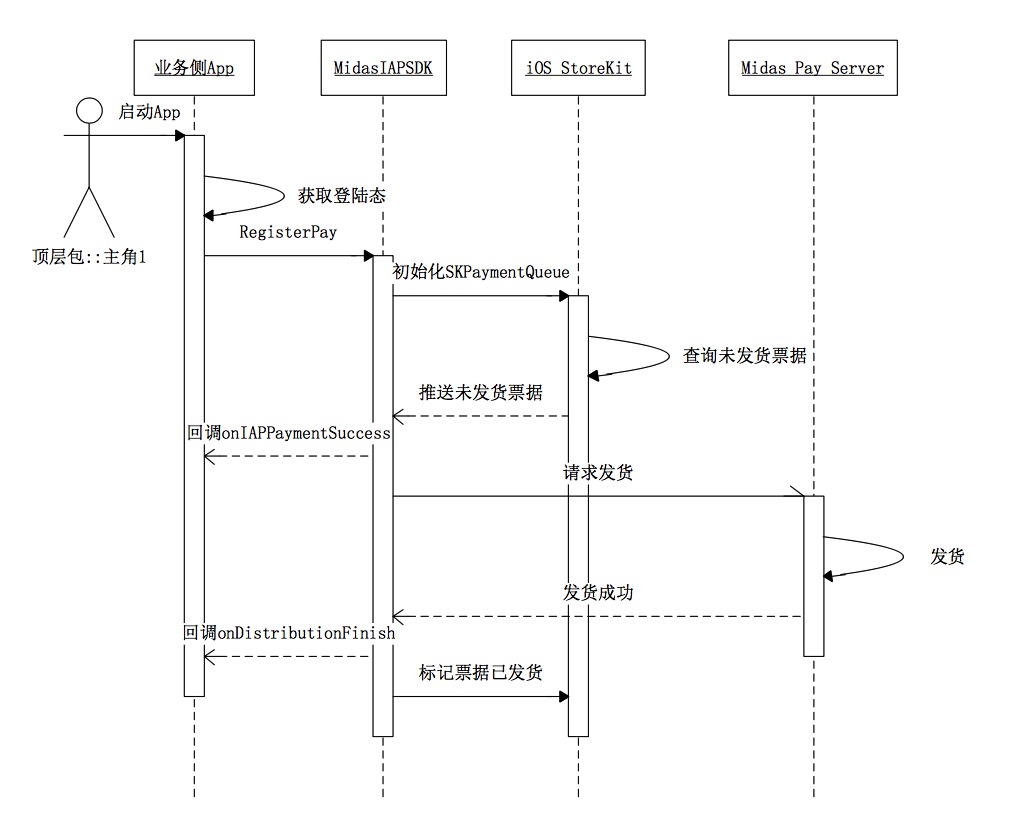 业务侧App
MidasIAPSDK
iOS StoreKit
Midas Pay Server
启动App
获取登陆态
RegisterPay
顶层包::主角1
初始化SKPaymentQueue
查询未发货票据
推送未发货票据
回调onIAPPaymentSuccess
请求发货
发货
发货成功
回调onDistributionFinish
标记票据已发货